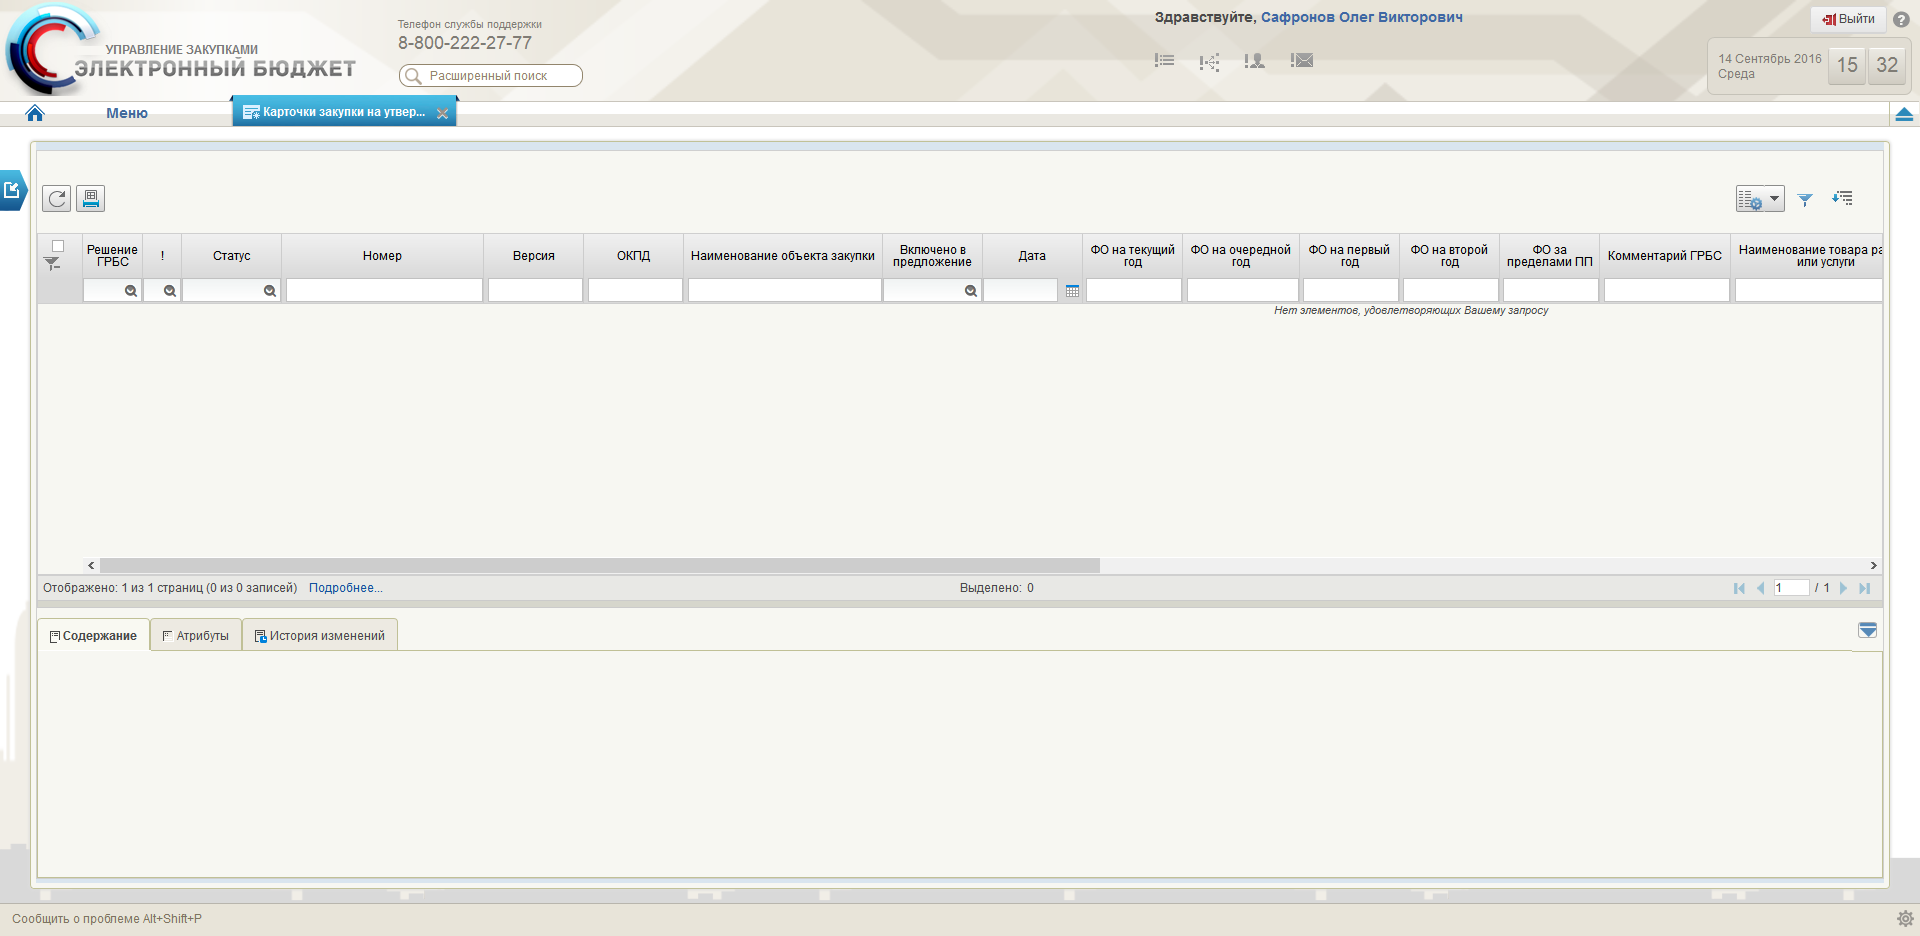 УПРАВЛЕНИЕ ЗАКУПКАМИ
ЭЛЕКТРОННЫЙ БЮДЖЕТ
Телефон службы поддержки
8-800-222-27-77
Расширенный поиск
Здравствуйте, Сафронов Олег Викторович
Выйти
?
14 Сентябрь 2016
Среда
15 32
Меню
Карточки закупки на утвер...
Решение ГРБС
!
Статус
Номер
Версия
ОКПД
Наименование объекта закупки
Включено в предложение
Дата
ФО на текущий год
ФО на очередной год
ФО на первый год
ФО на второй год
ФО за пределами ПП
Комментарий ГРБС
Наименование товара ра
или услуги
Нет элементов, удовлетворяющих Вашему запросу
Отображено: 1 из 1 страниц (0 из 0 записей) Подробнее...
Выделено: 0
1 / 1
Содержание
Атрибуты
История изменений
Сообщить о проблеме Alt+Shift+P